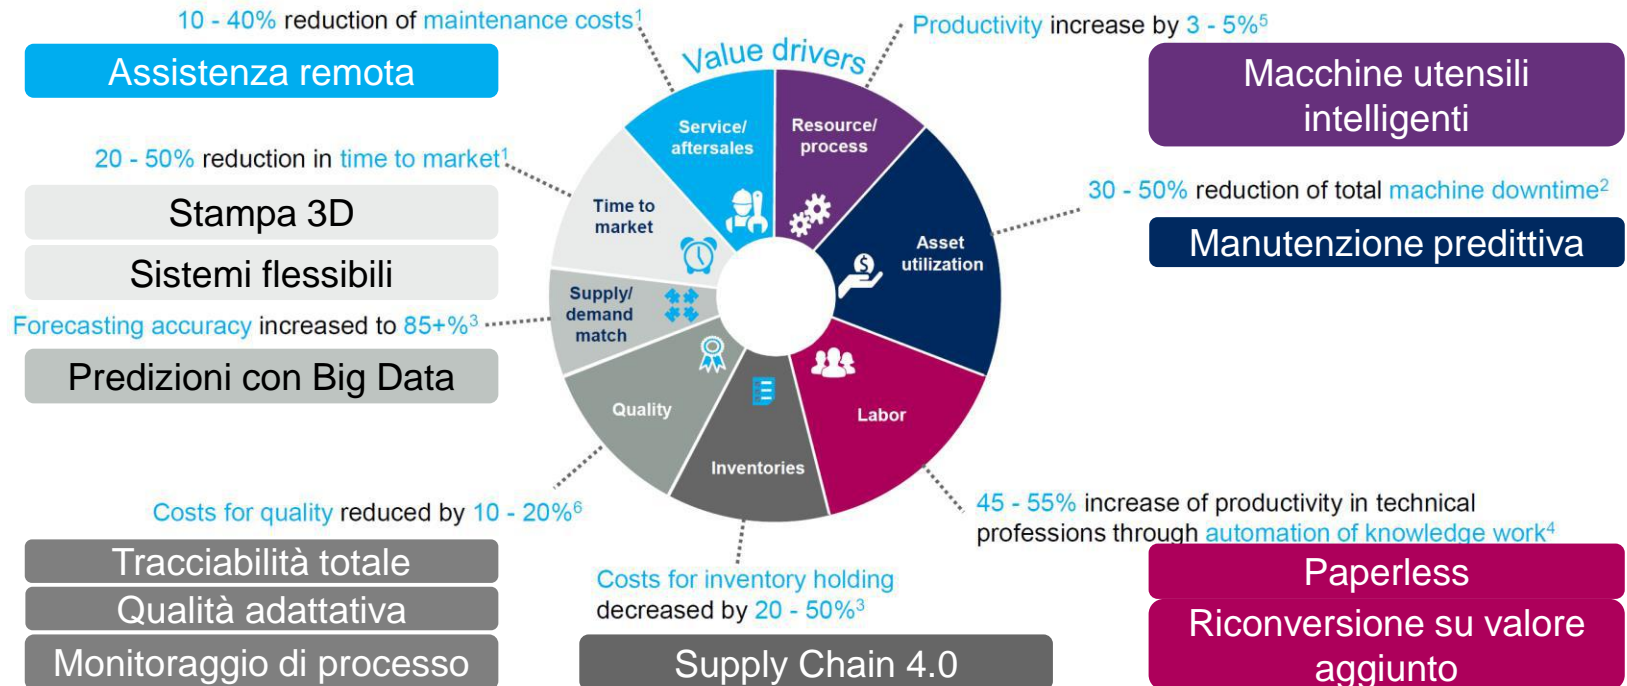 10 - 40% reduction of maintenance costs¹
Assistenza remota
20 - 50% reduction in time to market¹
Stampa 3D
Sistemi flessibili
Forecasting accuracy increased to 85+%³
Predizioni con Big Data
Costs for quality reduced by 10 - 20%⁶
Tracciabilità totale
Qualità adattativa
Monitoraggio di processo
Value drivers
Service/
aftersales
Resource/
process
Time to
market
Asset
utilization
$
Supply/
demand
match
Quality
Labor
Inventories
Costs for inventory holding
decreased by 20 - 50%³
Supply Chain 4.0
Productivity increase by 3 - 5%⁵
Macchine utensili
intelligenti
30 - 50% reduction of total machine downtime²
Manutenzione predittiva
45 - 55% increase of productivity in technical
professions through automation of knowledge work⁴
Paperless
Riconversione su valore
aggiunto